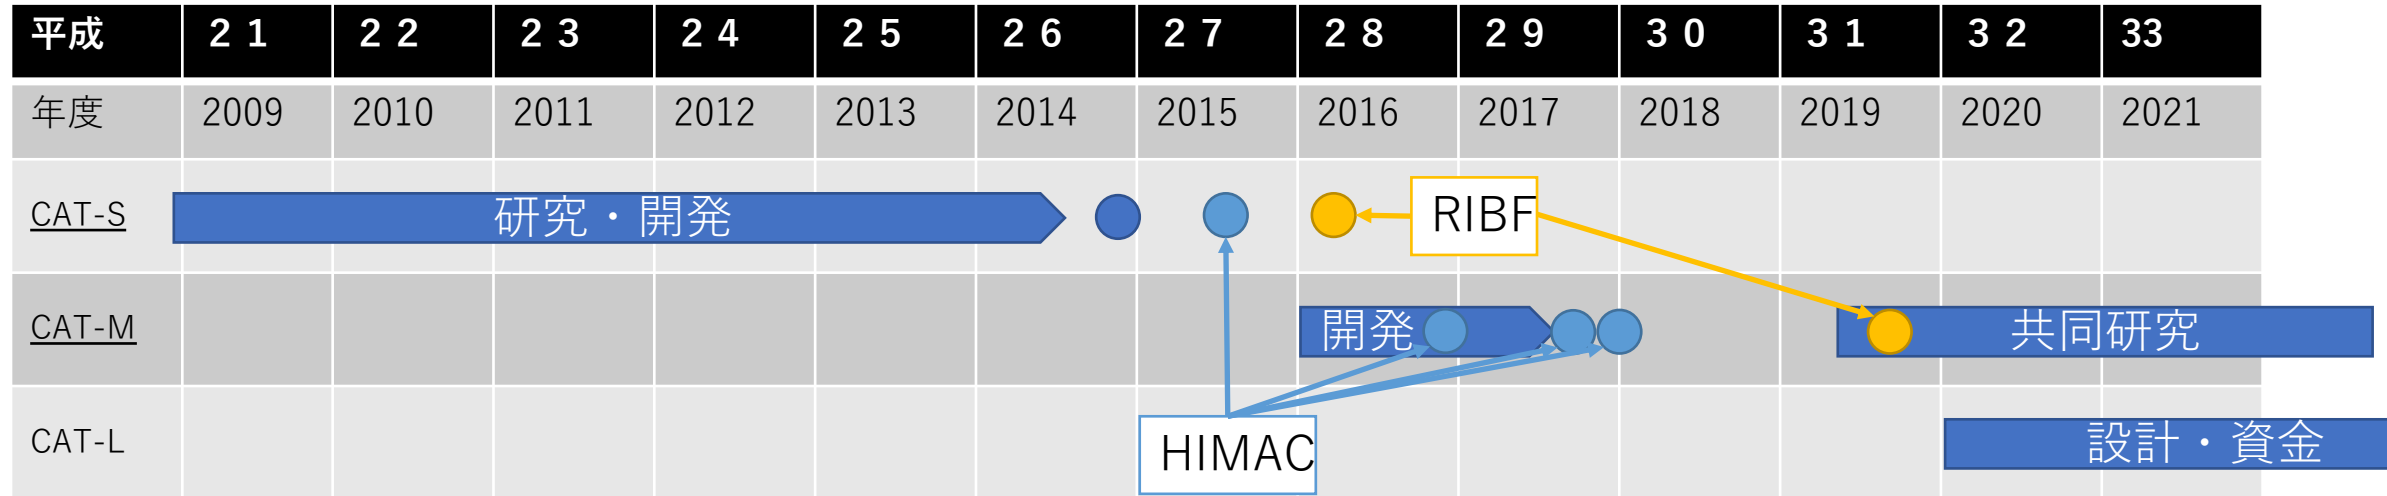 平成 21 22 23 24 25 26 27 28 29 30 31 32 33
年度 2009 2010 2011 2012 2013 2014 2015 2016 2017 2018 2019 2020 2021
CAT-S 研究・開発 RIBF
CAT-M 開発 共同研究
CAT-L HIMAC 設計・資金